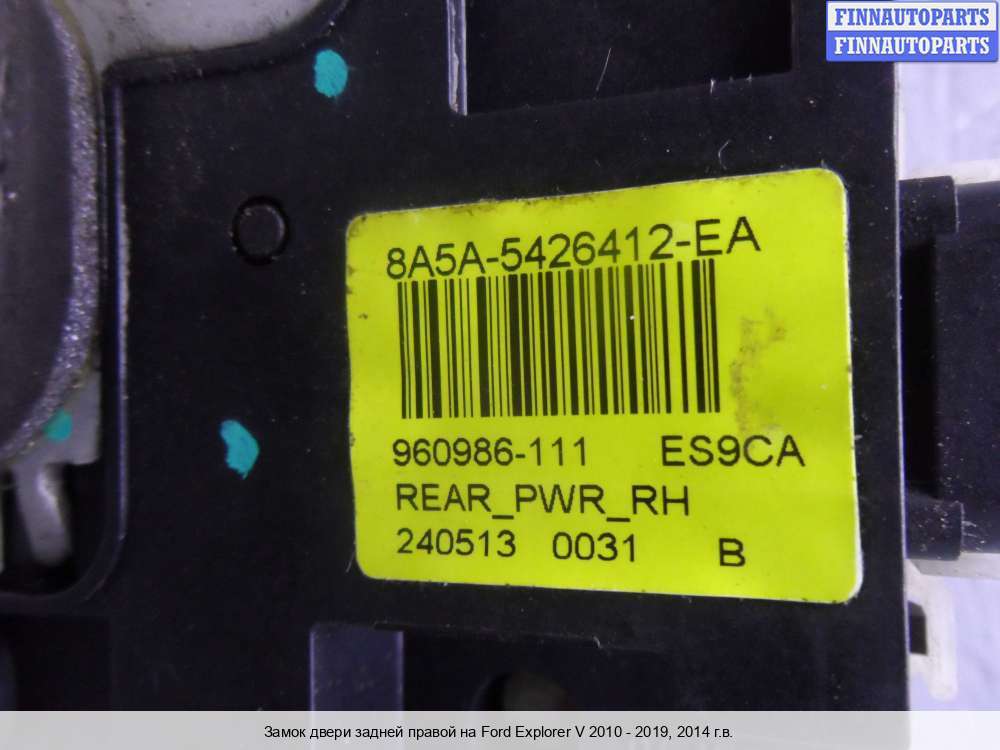 FINNAUTOPARTS
FINNAUTOPARTS
8A5A-5426412-EA
960986-111 ES9CA
REAR_PWR_RH
240513 0031 B
Замок двери задней правой на Ford Explorer V 2010 - 2019, 2014 г.в.